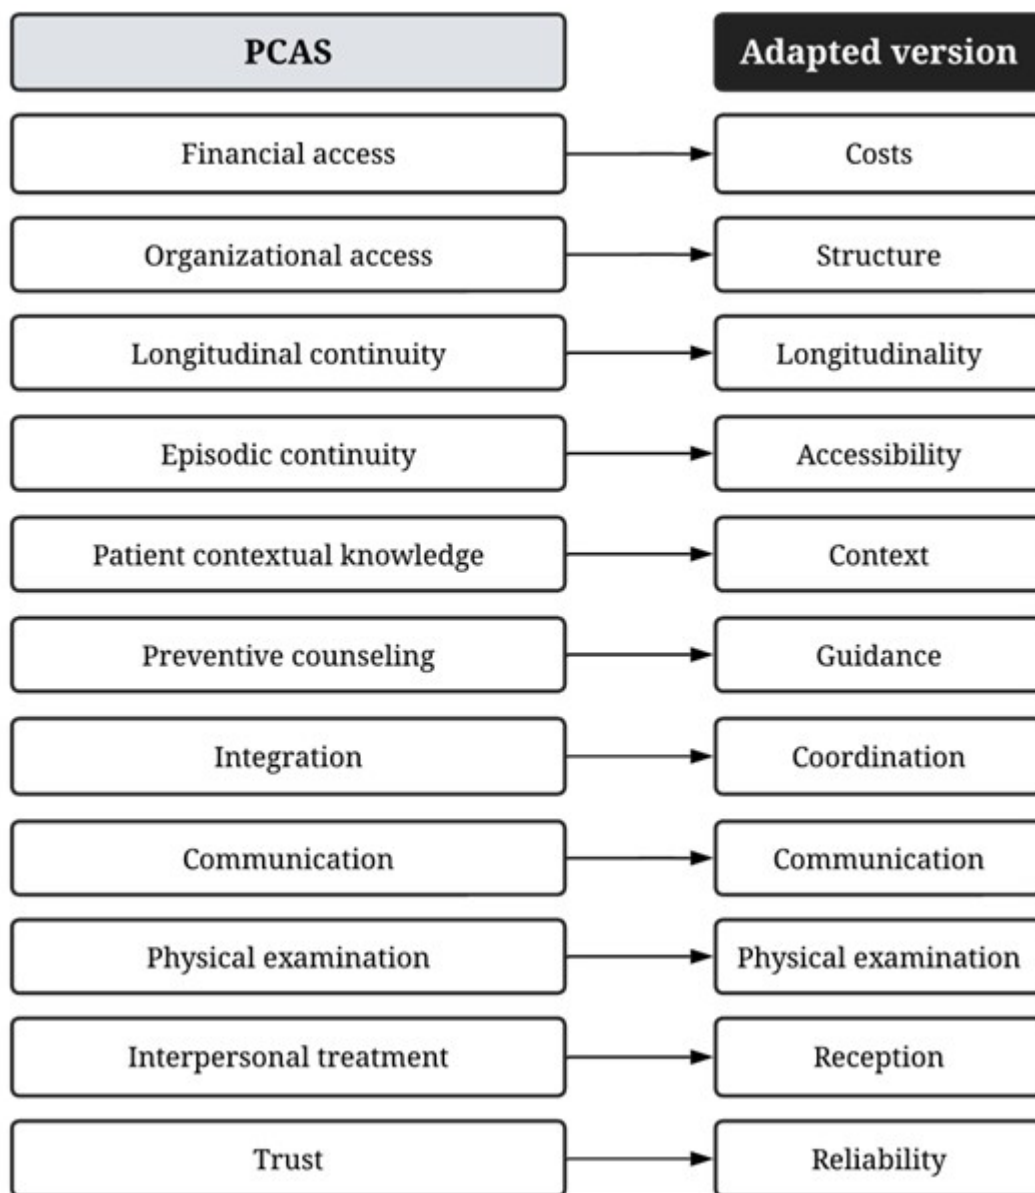 PCAS Adapted version
Financial access Costs
Organizational access Structure
Longitudinal continuity Longitudinality
Episodic continuity Accessibility
Patient contextual knowledge Context
Preventive counseling Guidance
Integration Coordination
Communication Communication
Physical examination Physical examination
Interpersonal treatment Reception
Trust Reliability